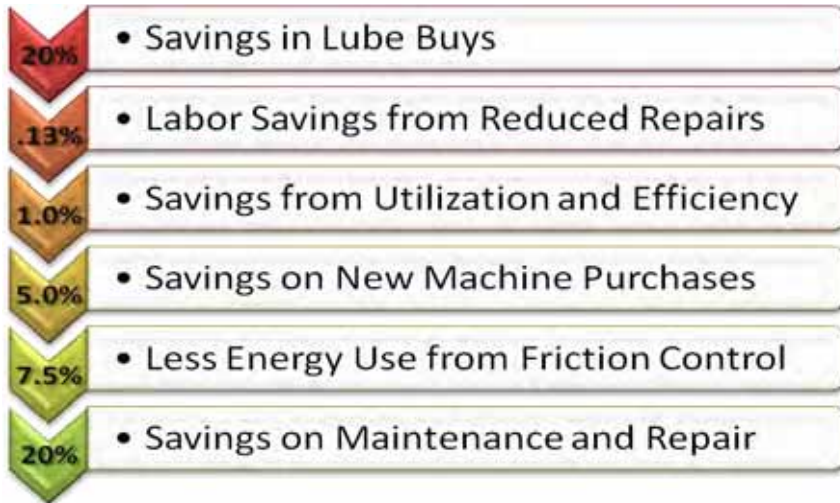 20% • Savings in Lube Buys
.13% • Labor Savings from Reduced Repairs
1.0% • Savings from Utilization and Efficiency
5.0% • Savings on New Machine Purchases
7.5% • Less Energy Use from Friction Control
20% • Savings on Maintenance and Repair